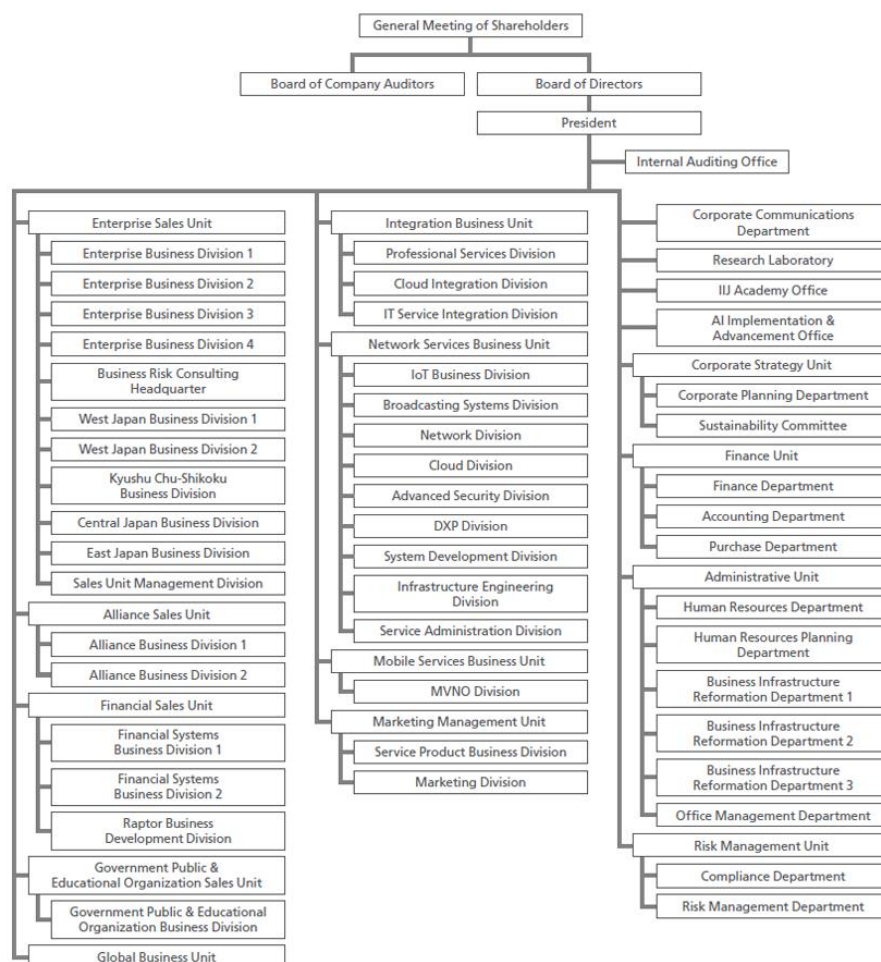 General Meeting of Shareholders
Board of Company Auditors
Board of Directors
President
Internal Auditing Office
Enterprise Sales Unit
Enterprise Business Division 1
Enterprise Business Division 2
Enterprise Business Division 3
Enterprise Business Division 4
Business Risk Consulting
Headquarter
West Japan Business Division 1
West Japan Business Division 2
Kyushu Chu-Shikoku
Business Division
Central Japan Business Division
East Japan Business Division
Sales Unit Management Division
Alliance Sales Unit
Alliance Business Division 1
Alliance Business Division 2
Financial Sales Unit
Financial Systems
Business Division 1
Financial Systems
Business Division 2
Raptor Business
Development Division
Government Public &
Educational Organization Sales Unit
Government Public & Educational
Organization Business Division
Global Business Unit
Integration Business Unit
Professional Services Division
Cloud Integration Division
IT Service Integration Division
Network Services Business Unit
IoT Business Division
Broadcasting Systems Division
Network Division
Cloud Division
Advanced Security Division
DXP Division
System Development Division
Infrastructure Engineering
Division
Service Administration Division
Mobile Services Business Unit
MVNO Division
Marketing Management Unit
Service Product Business Division
Marketing Division
Corporate Communications
Department
Research Laboratory
IIJ Academy Office
AI Implementation &
Advancement Office
Corporate Strategy Unit
Corporate Planning Department
Sustainability Committee
Finance Unit
Finance Department
Accounting Department
Purchase Department
Administrative Unit
Human Resources Department
Human Resources Planning
Department
Business Infrastructure
Reformation Department 1
Business Infrastructure
Reformation Department 2
Business Infrastructure
Reformation Department 3
Office Management Department
Risk Management Unit
Compliance Department
Risk Management Department